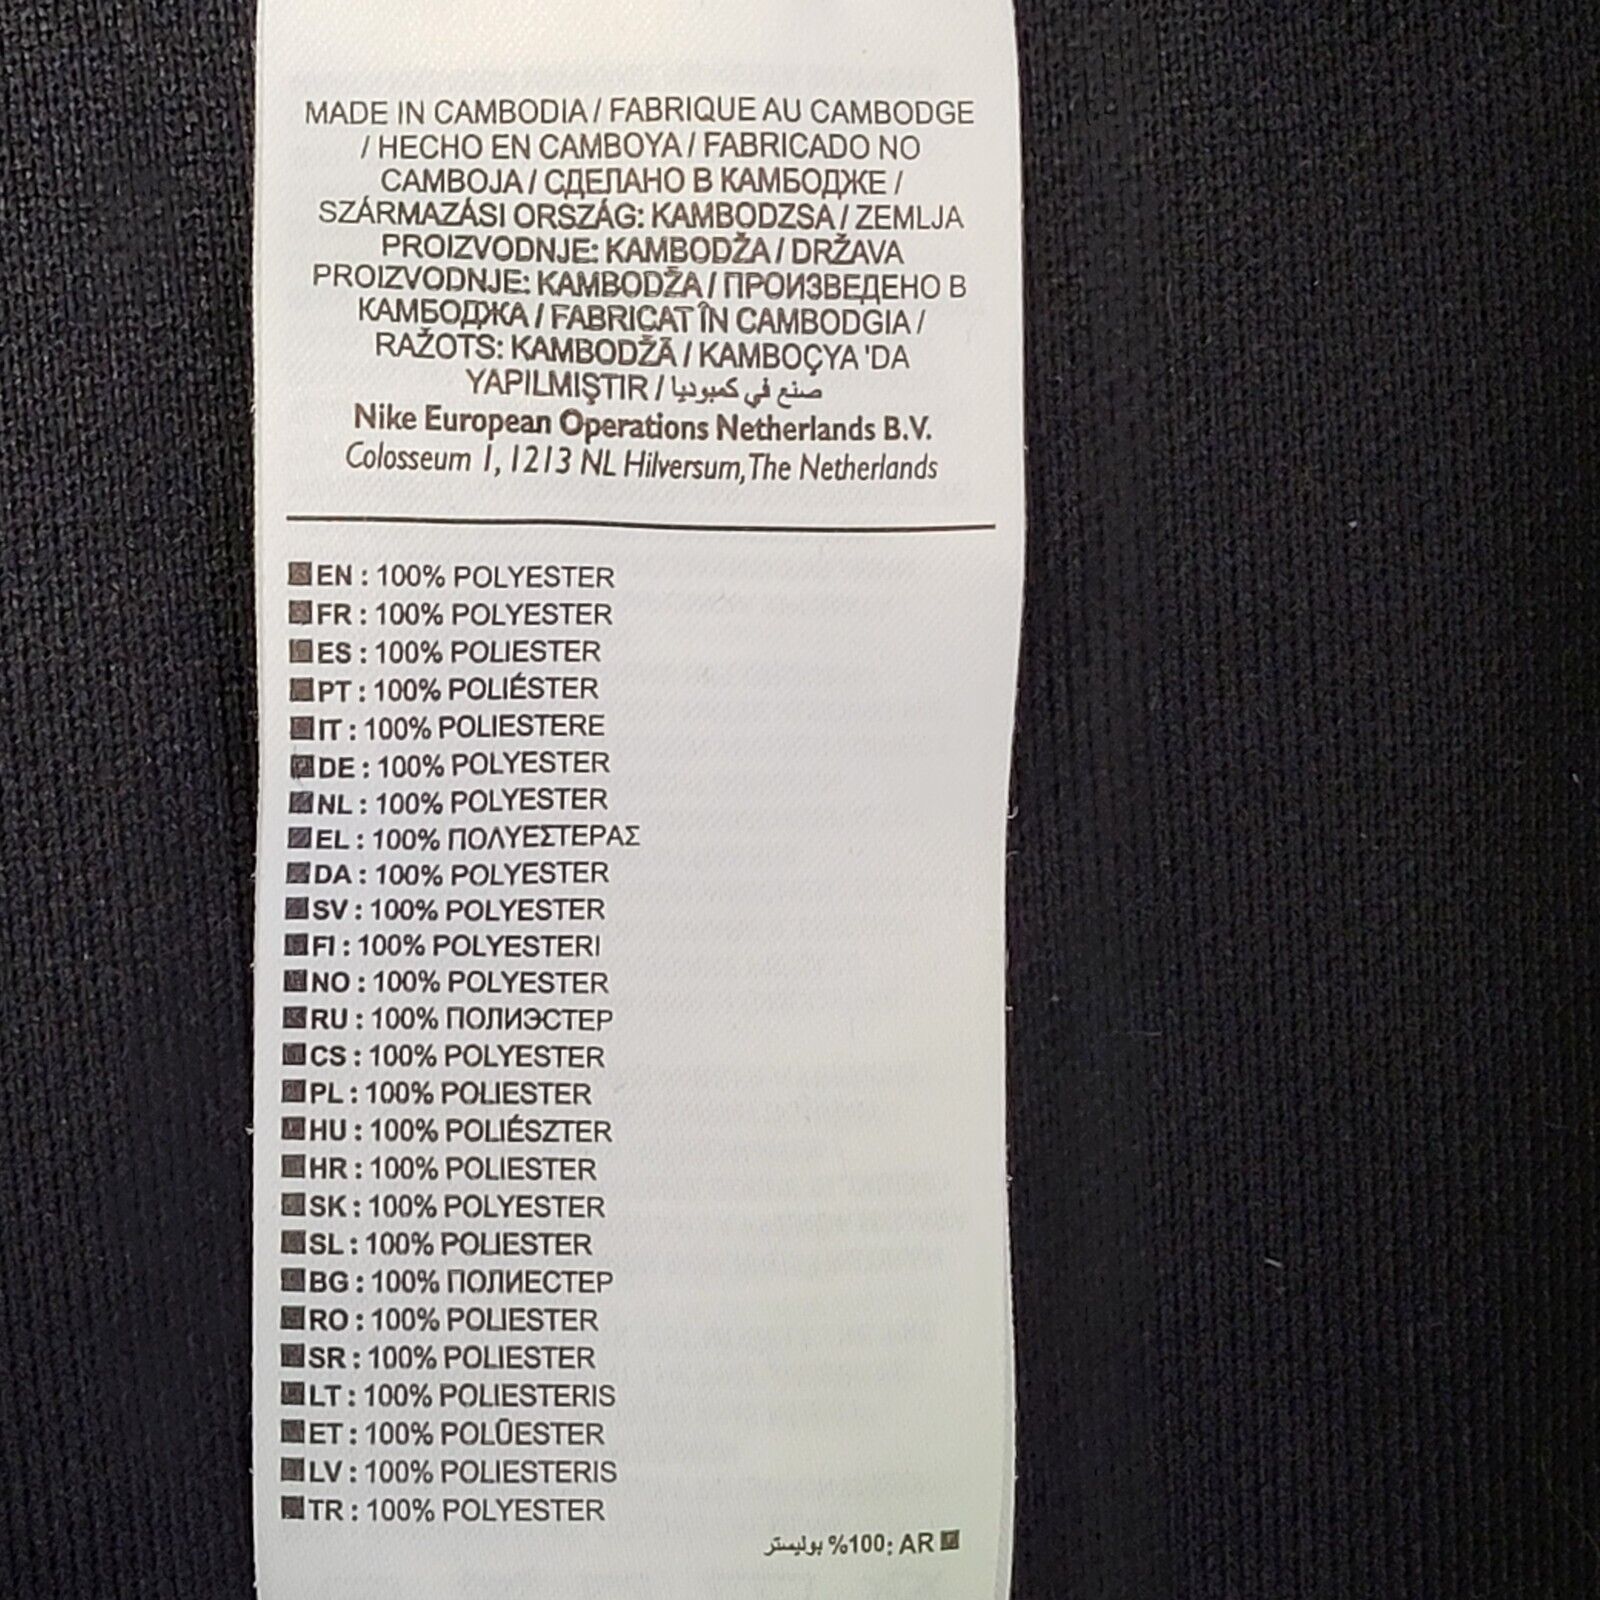 MADE IN CAMBODIA / FABRIQUE AU CAMBODGE
/ HECHO EN CAMBOYA / FABRICADO NO
CAMBOJA / СДЕЛАНО В КАМБОДЖЕ /
SZÁRMAZÁSI ORSZÁG: KAMBODZSA / ZEMLJA
PROIZVODNJE: KAMBODŽA / DRŽAVA
PROIZVODNJE: KAMBODŽA / ПРОИЗВЕДЕНО В
КАМБОДЖА / FABRICAT ÎN CAMBODGIA /
RAŽOTS: KAMBODŽĀ / KAMBOÇYA 'DA
YAPILMIŞTIR / صنع في كمبوديا
Nike European Operations Netherlands B.V.
Colosseum 1, 1213 NL Hilversum, The Netherlands
EN : 100% POLYESTER
FR : 100% POLYESTER
ES : 100% POLIESTER
PT : 100% POLIÉSTER
IT : 100% POLIESTERE
DE : 100% POLYESTER
NL : 100% POLYESTER
EL : 100% ΠΟΛΥΕΣΤΕΡΑΣ
DA : 100% POLYESTER
SV : 100% POLYESTER
FI : 100% POLYESTERI
NO : 100% POLYESTER
RU : 100% ПОЛИЭСТЕР
CS : 100% POLYESTER
PL : 100% POLIESTER
HU : 100% POLIÉSZTER
HR : 100% POLIESTER
SK : 100% POLYESTER
SL : 100% POLIESTER
BG : 100% ПОЛИЕСТЕР
RO : 100% POLIESTER
SR : 100% POLIESTER
LT : 100% POLIESTERIS
ET : 100% POLÜESTER
LV : 100% POLIESTERIS
TR : 100% POLYESTER
AR :100% بوليستر